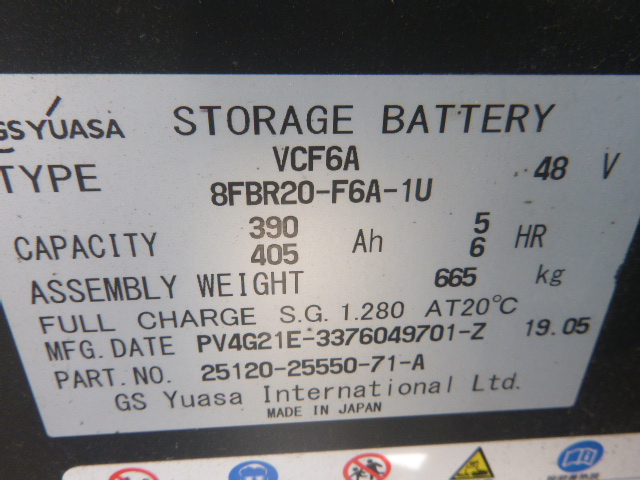 GS YUASA STORAGE BATTERY
TYPE VCF6A 48 V
8FBR20-F6A-1U
CAPACITY 390 Ah 5 HR
405 6
ASSEMBLY WEIGHT 665 kg
FULL CHARGE S.G. 1.280 AT20℃
MFG. DATE PV4G21E-3376049701-Z 19.05
PART. NO. 25120-25550-71-A
GS Yuasa International Ltd.
MADE IN JAPAN